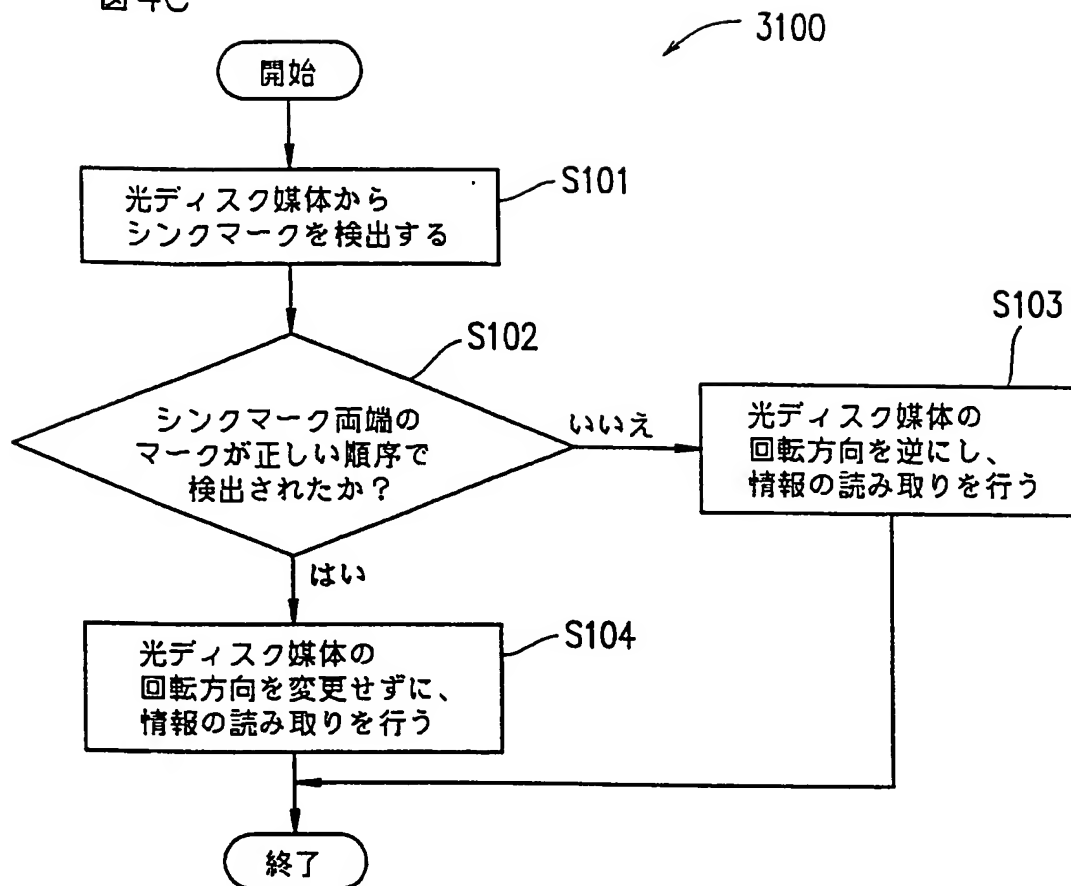 図4C
3100
開始
光ディスク媒体から
シンクマークを検出する
S101
S102
シンクマーク両端の
マークが正しい順序で
検出されたか？
いいえ
S103
光ディスク媒体の
回転方向を逆にし、
情報の読み取りを行う
はい
光ディスク媒体の
回転方向を変更せずに、
情報の読み取りを行う
S104
終了